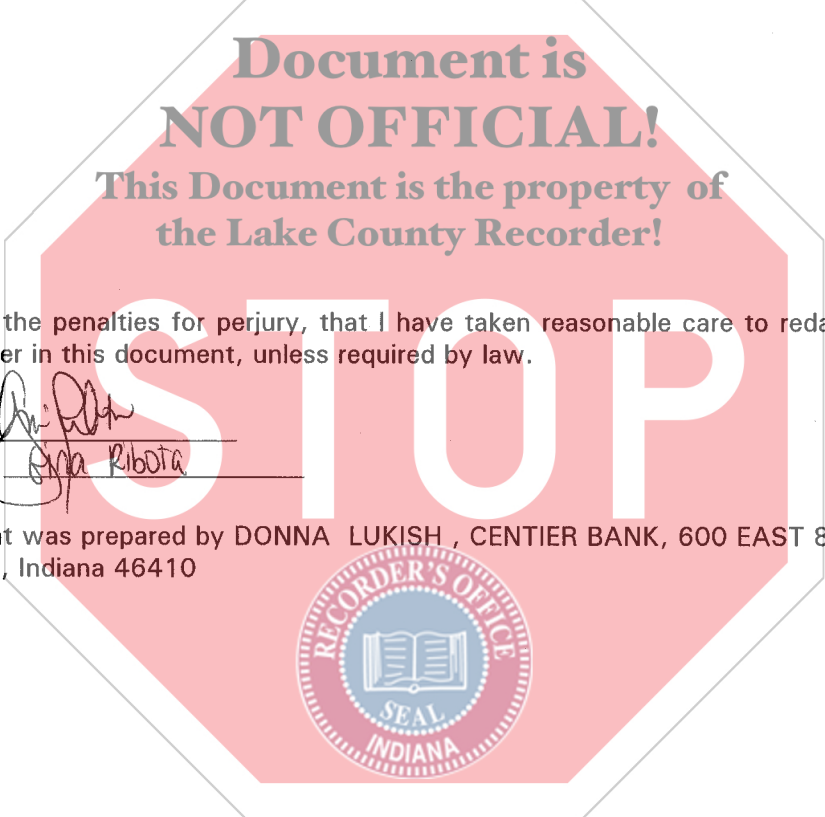 Document is
NOT OFFICIAL!
This Document is the property of
the Lake County Recorder!
STOP
the penalties for perjury, that I have taken reasonable care to reda
er in this document, unless required by law.
Ribota
t was prepared by DONNA LUKISH , CENTIER BANK, 600 EAST 8
, Indiana 46410
RECORDER'S OFFICE
SEAL
INDIANA